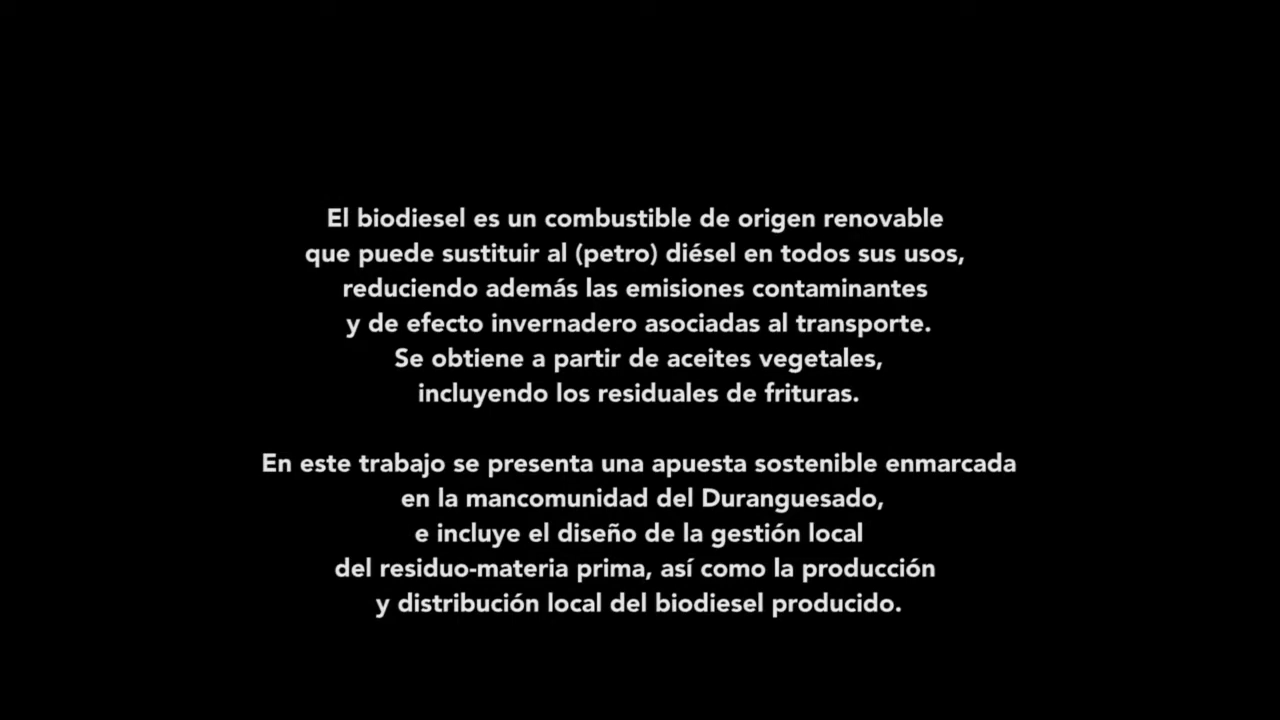 El biodiesel es un combustible de origen renovable
que puede sustituir al (petro) diésel en todos sus usos,
reduciendo además las emisiones contaminantes
y de efecto invernadero asociadas al transporte.
Se obtiene a partir de aceites vegetales,
incluyendo los residuales de frituras.
En este trabajo se presenta una apuesta sostenible enmarcada
en la mancomunidad del Duranguesado,
e incluye el diseño de la gestión local
del residuo-materia prima, así como la producción
y distribución local del biodiesel producido.